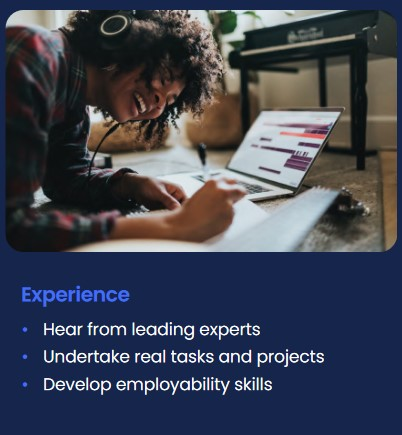 Experience
• Hear from leading experts
• Undertake real tasks and projects
• Develop employability skills